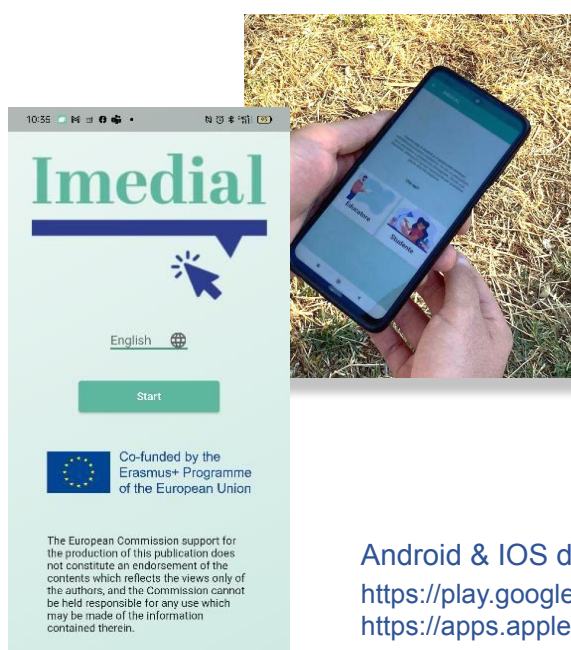 10:35
Imedial
English
Start
Co-funded by the
Erasmus+ Programme
of the European Union
The European Commission support for
the production of this publication does
not constitute an endorsement of the
contents which reflects the views only of
the authors, and the Commission cannot
be held responsible for any use which
may be made of the information
contained therein.
Educatore
Studente
Android & IOS d
https://play.google
https://apps.apple